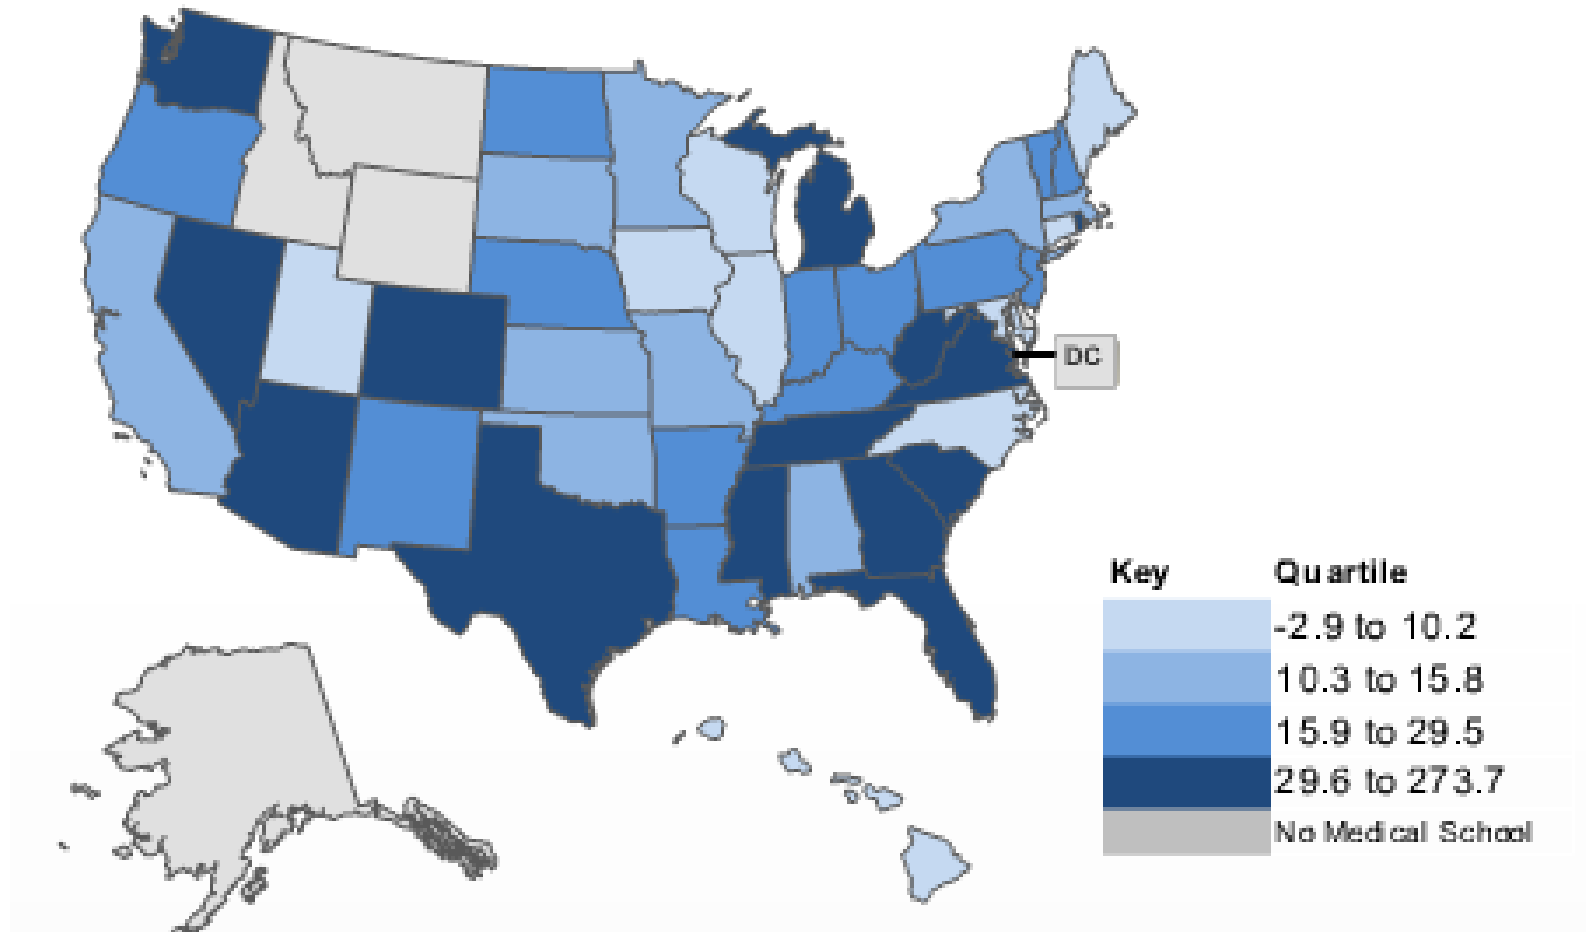 DC
Key Quartile
-2.9 to 10.2
10.3 to 15.8
15.9 to 29.5
29.6 to 273.7
No Medical School